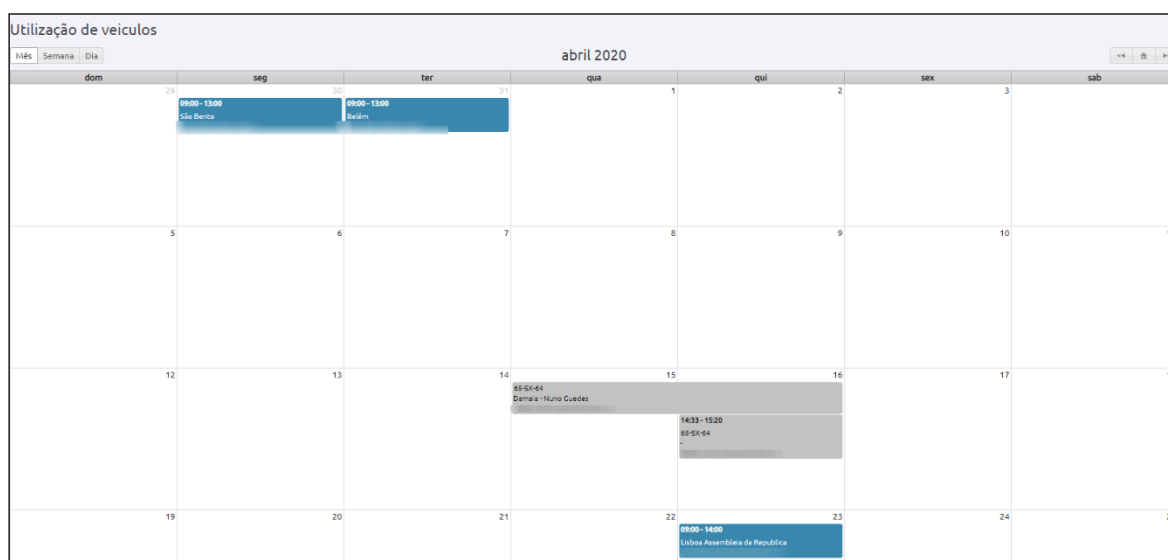 Utilização de veiculos
Mês Semana Dia
abril 2020
dom seg ter qua qui sex sab
29 30 31 1 2 3
09:00 - 13:00 09:00 - 13:00
São Bento Belém
5 6 7 8 9 10
12 13 14 15 16 17
68-SX-64
Damaia - Nuno Guedes
14:33 - 15:20
68-SX-64
-
19 20 21 22 23 24
09:00 - 14:00
Lisboa Assembleia da Republica